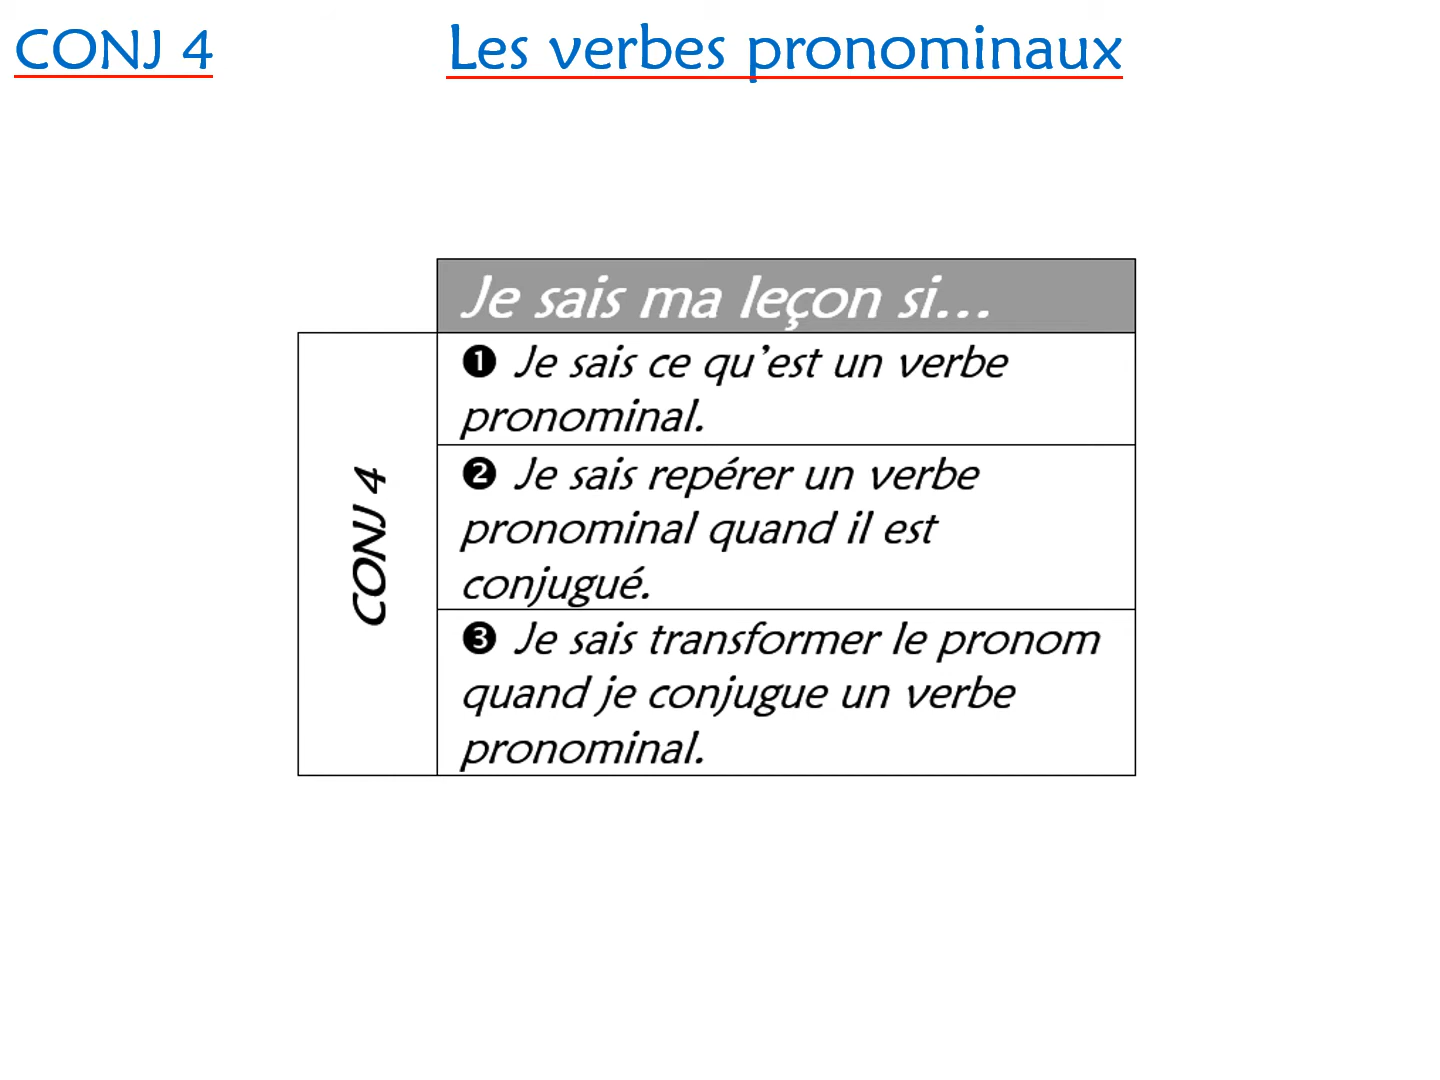 CONJ 4
Les verbes pronominaux
Je sais ma leçon si...
CONJ 4
❶ Je sais ce qu’est un verbe
pronominal.
❷ Je sais repérer un verbe
pronominal quand il est
conjugué.
❸ Je sais transformer le pronom
quand je conjugue un verbe
pronominal.